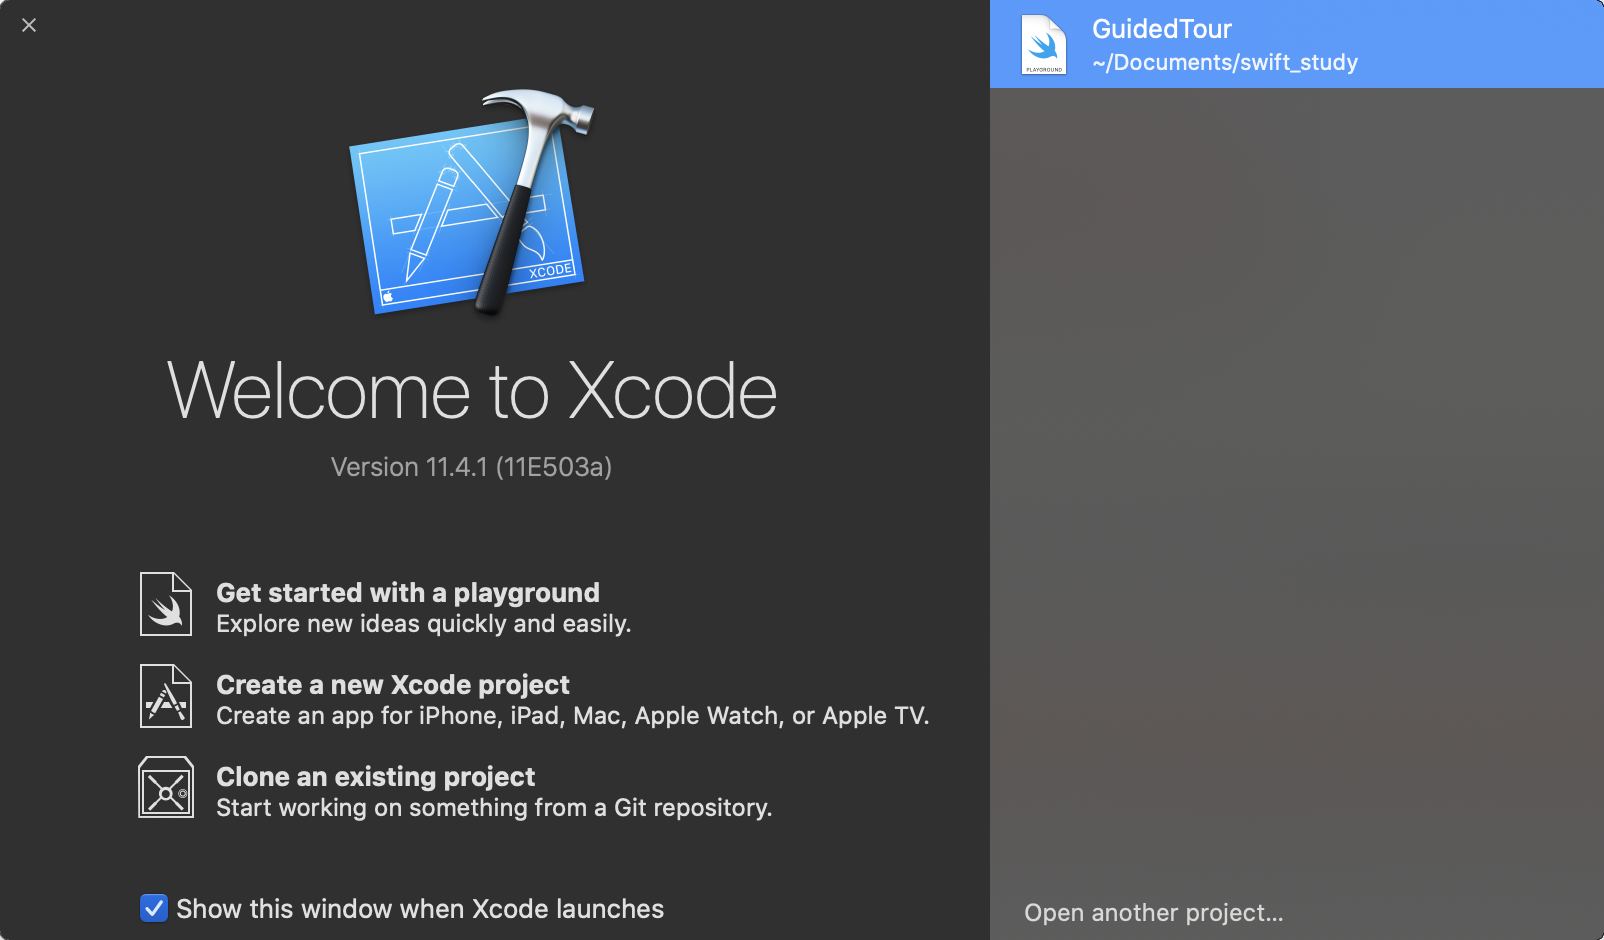 XCODE
Welcome to Xcode
Version 11.4.1 (11E503a)
Get started with a playground
Explore new ideas quickly and easily.
Create a new Xcode project
Create an app for iPhone, iPad, Mac, Apple Watch, or Apple TV.
Clone an existing project
Start working on something from a Git repository.
Show this window when Xcode launches
PLAYGROUND
GuidedTour
~/Documents/swift_study
Open another project...